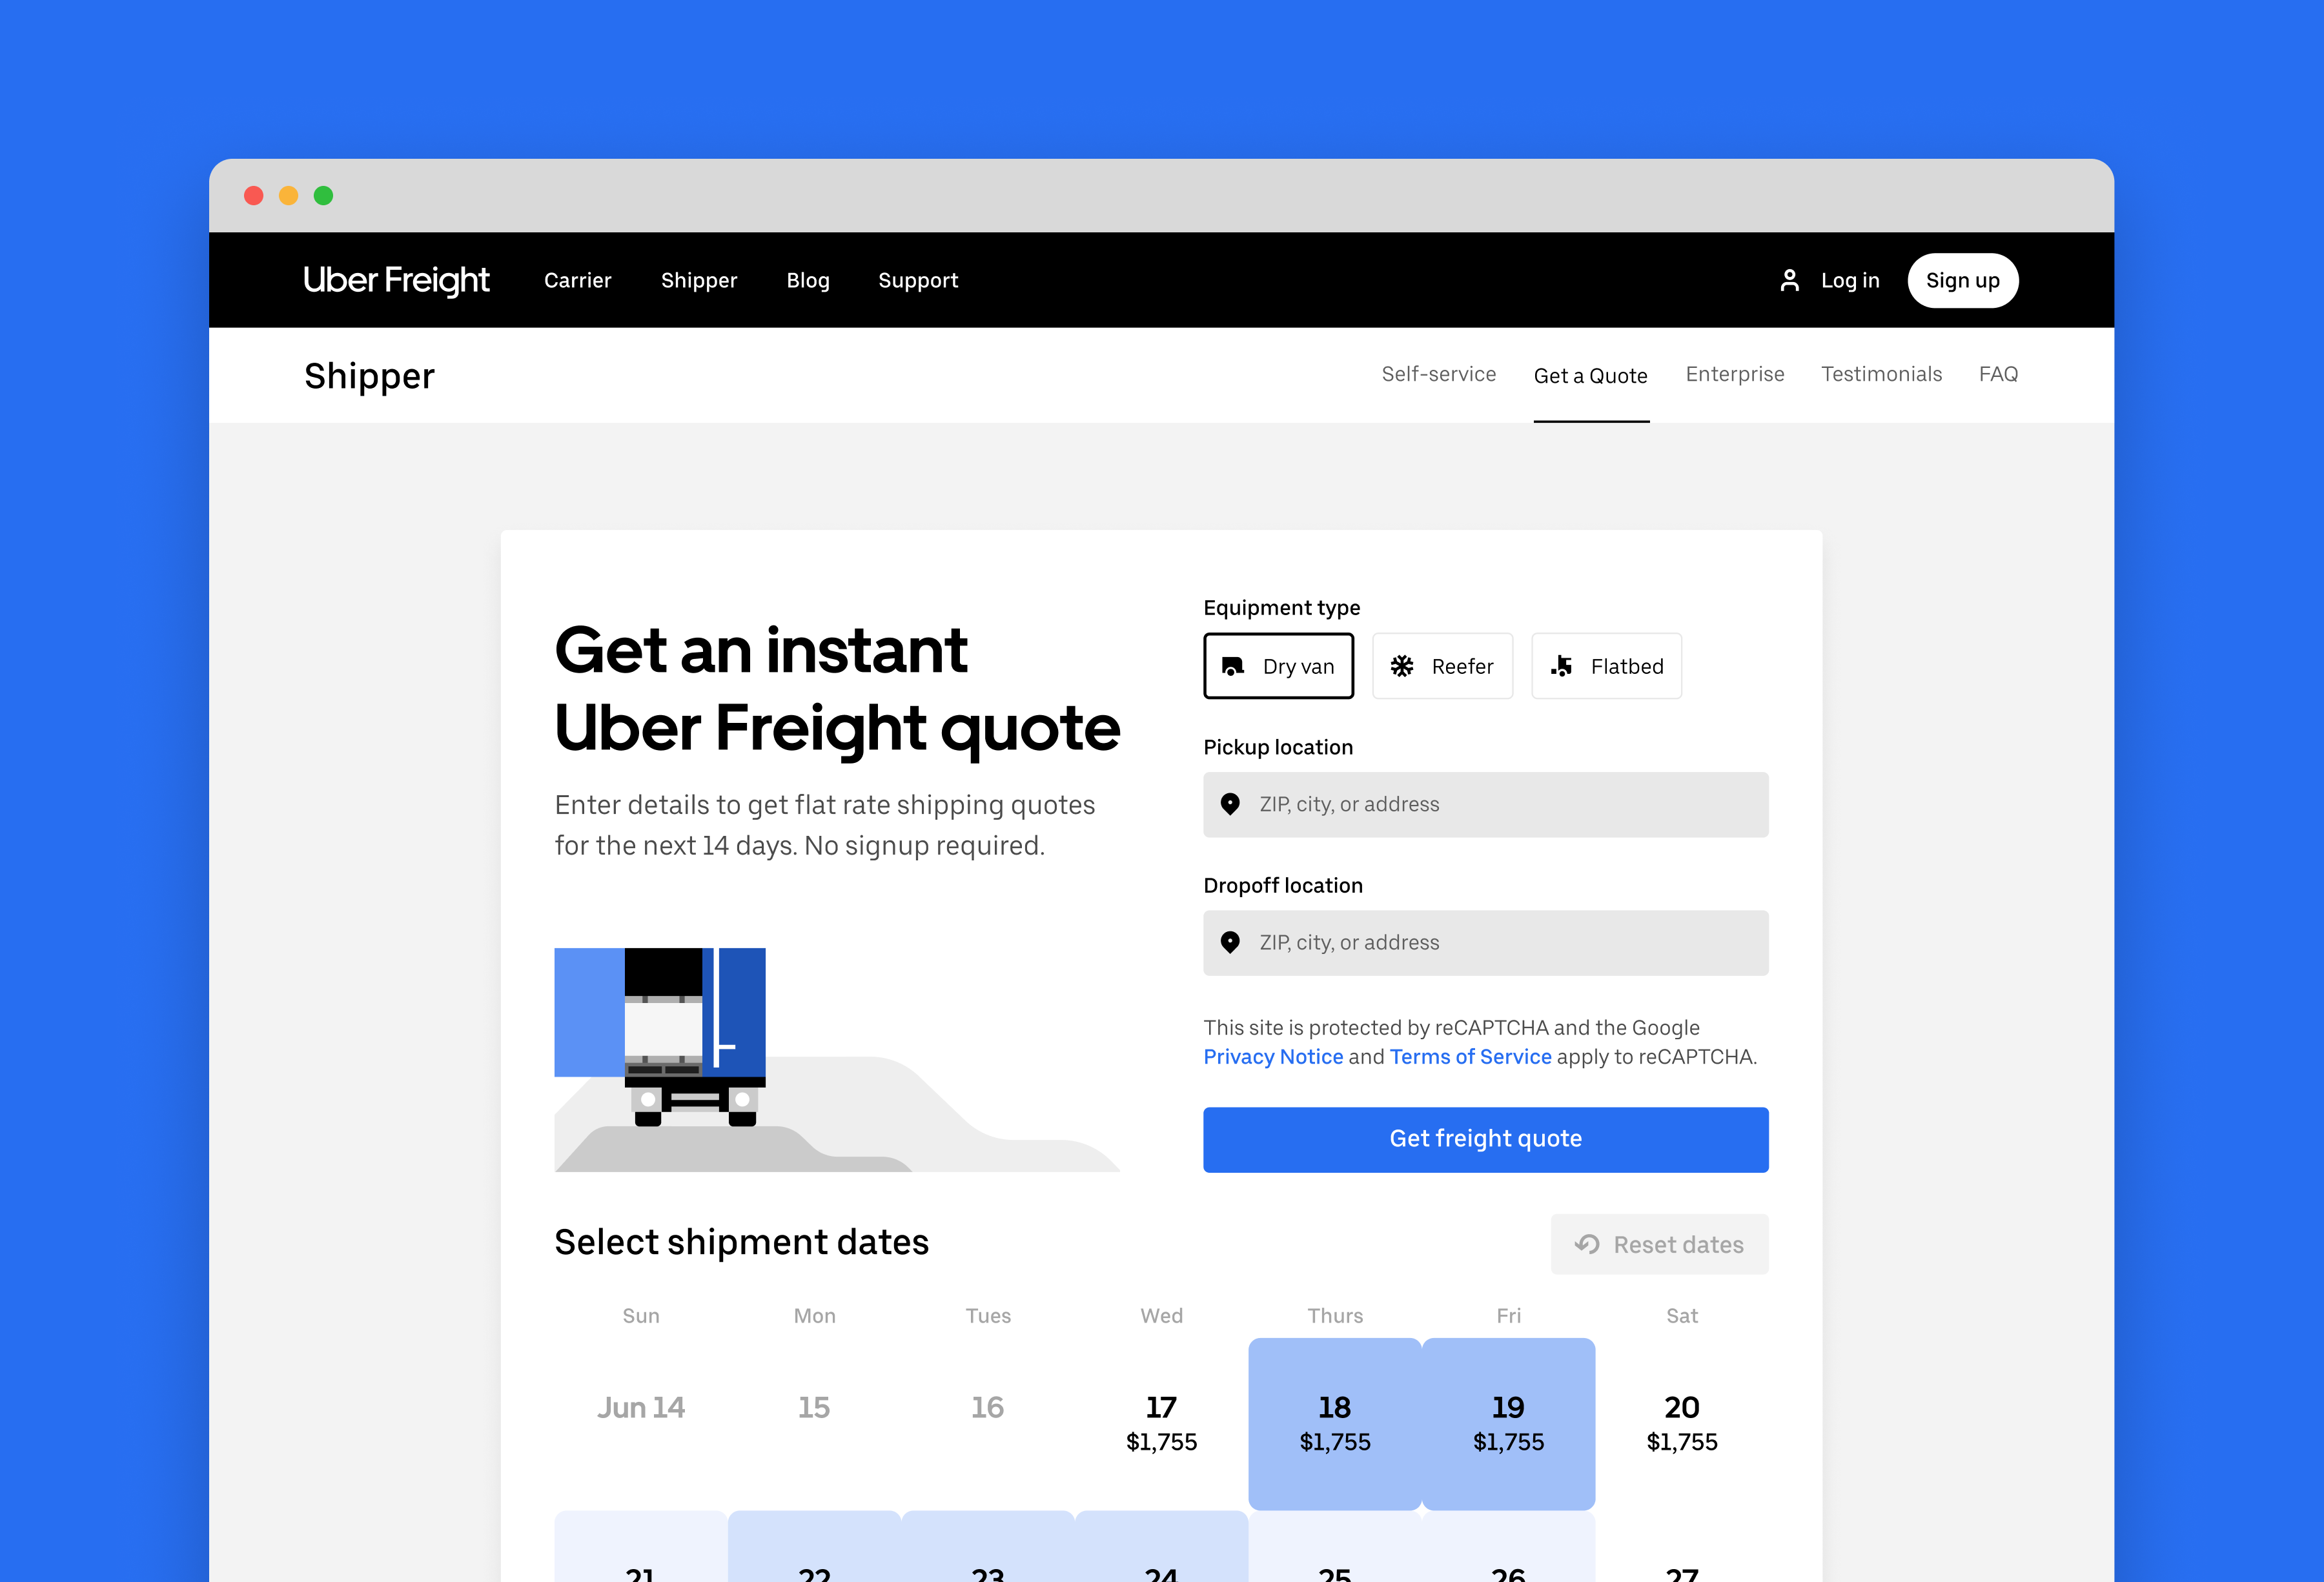 Uber Freight Carrier Shipper Blog Support Log in Sign up
Shipper Self-service Get a Quote Enterprise Testimonials FAQ
Get an instant
Uber Freight quote
Enter details to get flat rate shipping quotes
for the next 14 days. No signup required.
Equipment type
Dry van Reefer Flatbed
Pickup location
ZIP, city, or address
Dropoff location
ZIP, city, or address
This site is protected by reCAPTCHA and the Google
Privacy Notice and Terms of Service apply to reCAPTCHA.
Get freight quote
Select shipment dates Reset dates
Sun Mon Tues Wed Thurs Fri Sat
Jun 14 15 16 17 18 19 20
$1,755 $1,755 $1,755 $1,755
21 22 23 24 25 26 27